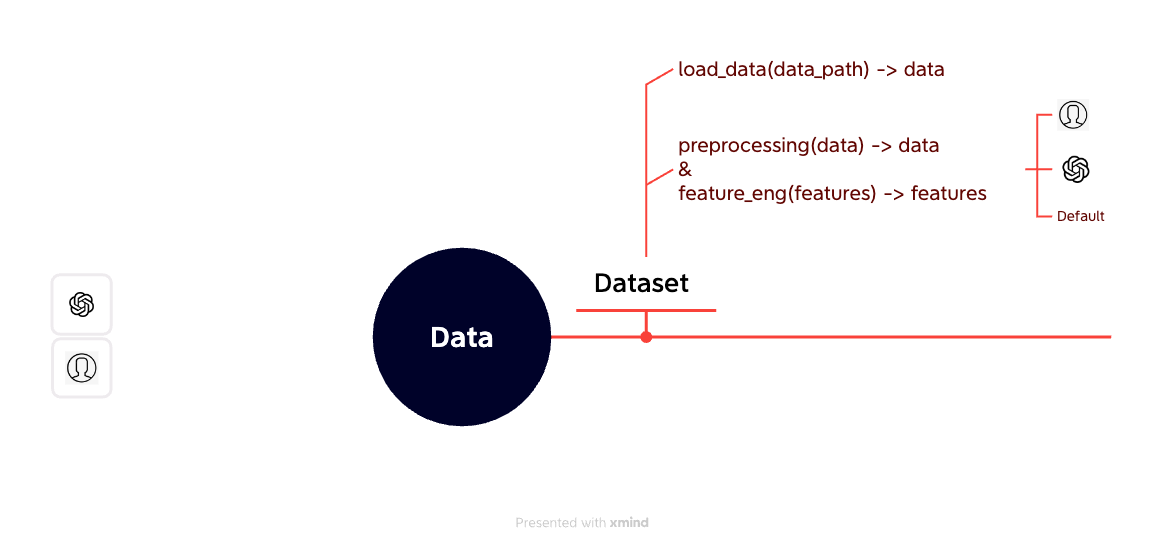 load_data(data_path) -> data
preprocessing(data) -> data
&
feature_eng(features) -> features
Default
Dataset
Data
Presented with xmind